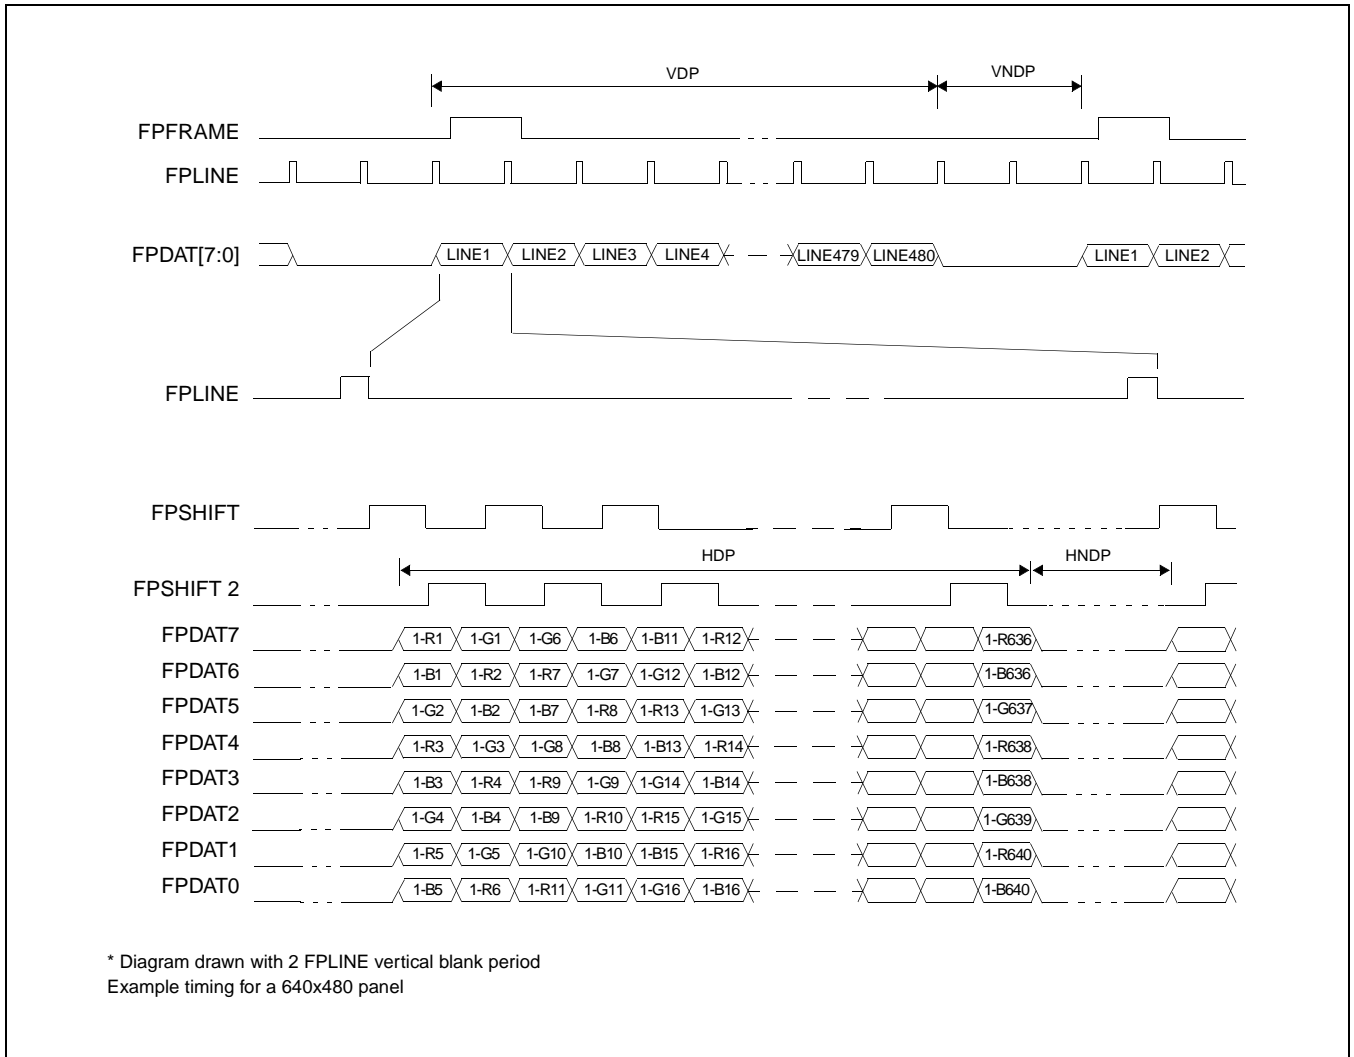 VDP VNDP
FPFRAME
FPLINE
FPDAT[7:0] LINE1 LINE2 LINE3 LINE4 LINE479 LINE480 LINE1 LINE2
FPLINE
FPSHIFT
HDP HNDP
FPSHIFT 2
FPDAT7 1-R1 1-G1 1-G6 1-B6 1-B11 1-R12 1-R636
FPDAT6 1-B1 1-R2 1-R7 1-G7 1-G12 1-B12 1-B636
FPDAT5 1-G2 1-B2 1-B7 1-R8 1-R13 1-G13 1-G637
FPDAT4 1-R3 1-G3 1-G8 1-B8 1-B13 1-R14 1-R638
FPDAT3 1-B3 1-R4 1-R9 1-G9 1-G14 1-B14 1-B638
FPDAT2 1-G4 1-B4 1-B9 1-R10 1-R15 1-G15 1-G639
FPDAT1 1-R5 1-G5 1-G10 1-B10 1-B15 1-R16 1-R640
FPDAT0 1-B5 1-R6 1-R11 1-G11 1-G16 1-B16 1-B640
* Diagram drawn with 2 FPLINE vertical blank period
Example timing for a 640x480 panel